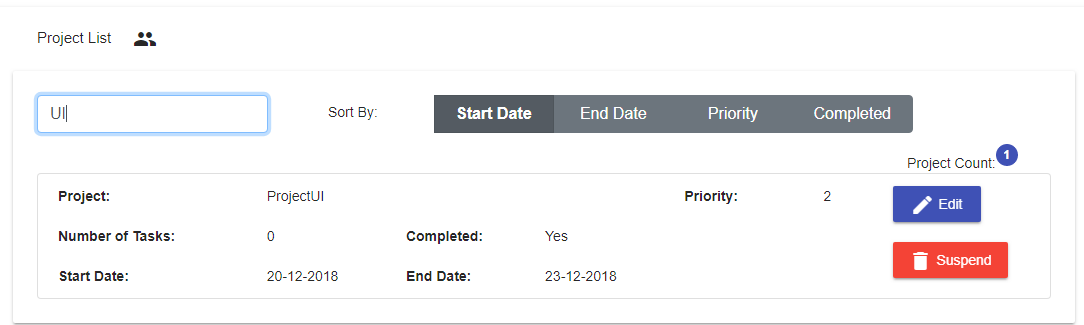 Project List
UI
Sort By:
Start Date
End Date
Priority
Completed
Project Count: 1
Project: ProjectUI Priority: 2
Edit
Number of Tasks: 0 Completed: Yes
Suspend
Start Date: 20-12-2018 End Date: 23-12-2018